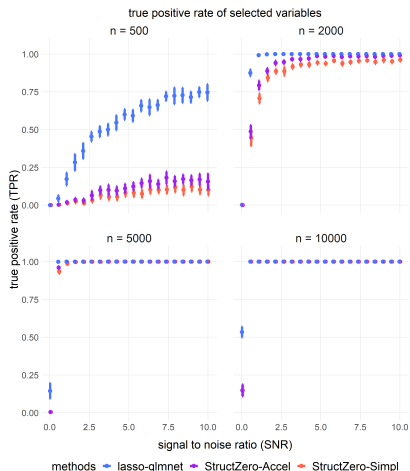 true positive rate of selected variables
n = 500
n = 2000
1.00
0.75
0.50
0.25
0.00
n = 5000
n = 10000
1.00
0.75
0.50
0.25
0.00
true positive rate (TPR)
0.0 2.5 5.0 7.5 10.0
0.0 2.5 5.0 7.5 10.0
signal to noise ratio (SNR)
methods lasso-glmnet StructZero-Accel StructZero-Simpl